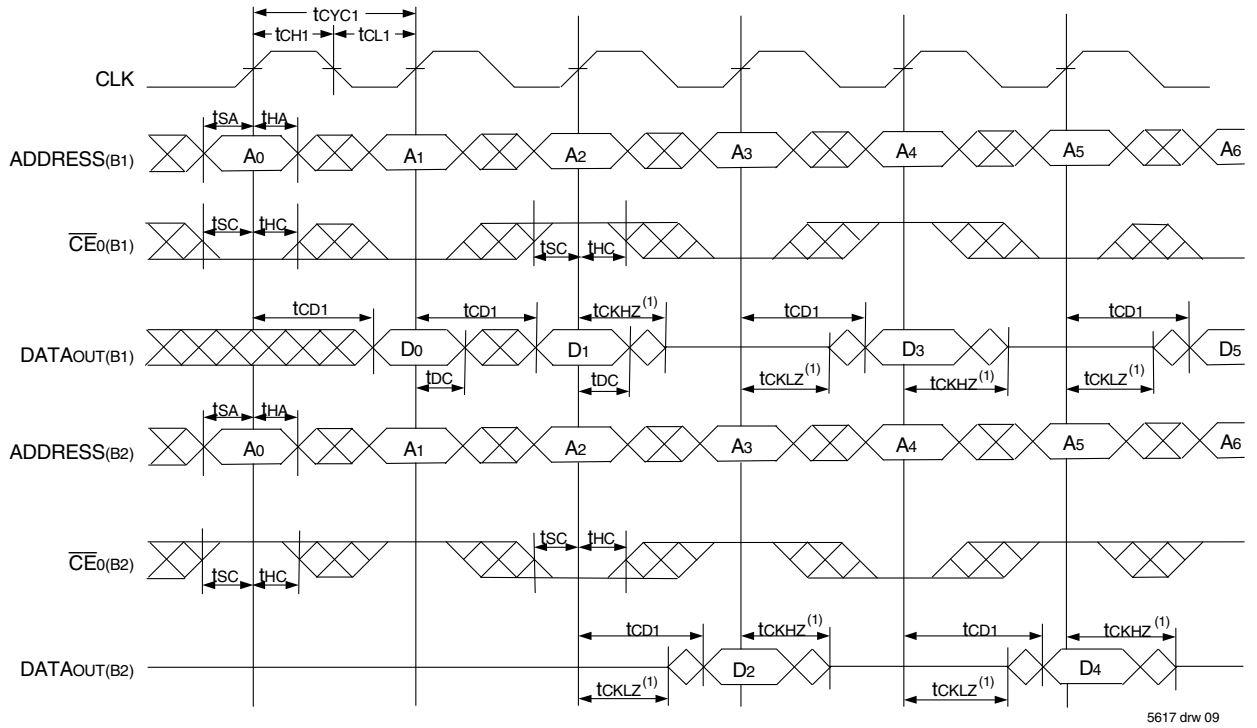 tCYC1
tCH1 tCL1
CLK
tSA tHA
ADDRESS(B1) A0 A1 A2 A3 A4 A5 A6
tSC tHC tSC tHC
CE0(B1)
tCD1 tCD1 tCKHZ(1) tCD1 tCD1
DATAOUT(B1) D0 D1 D3 D5
tDC tDC tCKLZ(1) tCKHZ(1) tCKLZ(1)
tSA tHA
ADDRESS(B2) A0 A1 A2 A3 A4 A5 A6
tSC tHC
CE0(B2)
tSC tHC
tCD1 tCKHZ(1) tCD1 tCKHZ(1)
DATAOUT(B2) D2 D4
tCKLZ(1) tCKLZ(1)
5617 drw 09